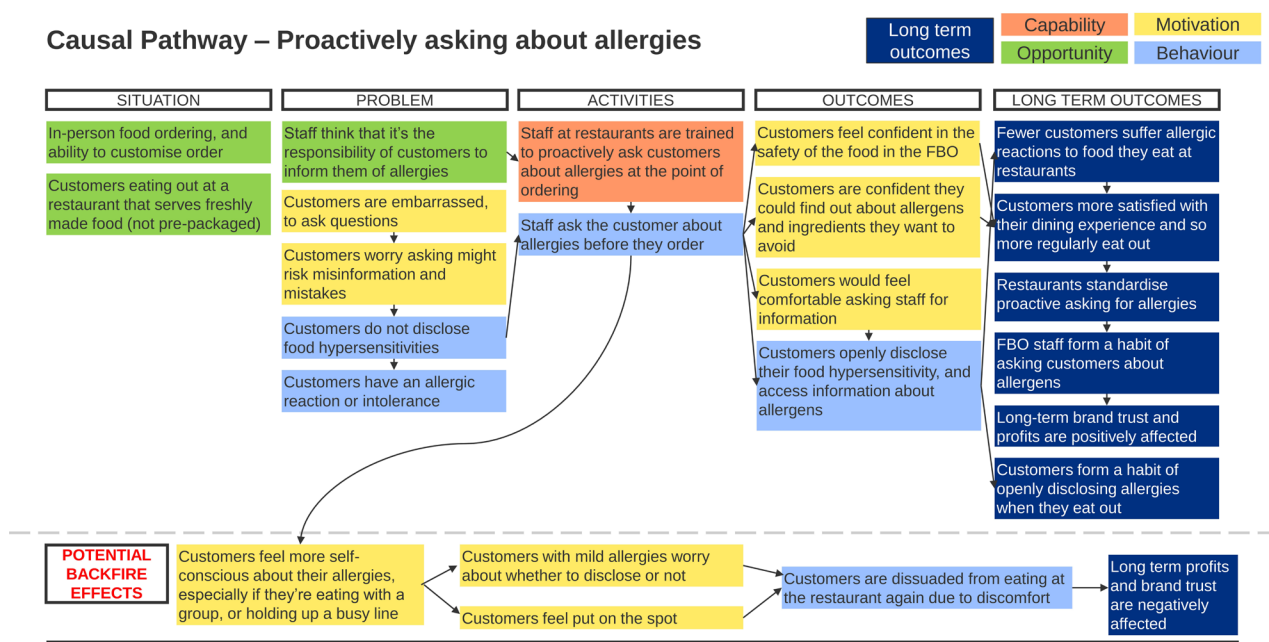 Causal Pathway – Proactively asking about allergies
Long term
outcomes
Capability
Motivation
Opportunity
Behaviour
SITUATION
In-person food ordering, and
ability to customise order
Customers eating out at a
restaurant that serves freshly
made food (not pre-packaged)
PROBLEM
Staff think that it’s the
responsibility of customers to
inform them of allergies
Customers are embarrassed,
to ask questions
Customers worry asking might
risk misinformation and
mistakes
Customers do not disclose
food hypersensitivities
Customers have an allergic
reaction or intolerance
ACTIVITIES
Staff at restaurants are trained
to proactively ask customers
about allergies at the point of
ordering
Staff ask the customer about
allergies before they order
OUTCOMES
Customers feel confident in the
safety of the food in the FBO
Customers are confident they
could find out about allergens
and ingredients they want to
avoid
Customers would feel
comfortable asking staff for
information
Customers openly disclose
their food hypersensitivity, and
access information about
allergens
LONG TERM OUTCOMES
Fewer customers suffer allergic
reactions to food they eat at
restaurants
Customers more satisfied with
their dining experience and so
more regularly eat out
Restaurants standardise
proactive asking for allergies
FBO staff form a habit of
asking customers about
allergens
Long-term brand trust and
profits are positively affected
Customers form a habit of
openly disclosing allergies
when they eat out
POTENTIAL
BACKFIRE
EFFECTS
Customers feel more self-
conscious about their allergies,
especially if they’re eating with a
group, or holding up a busy line
Customers with mild allergies worry
about whether to disclose or not
Customers feel put on the spot
Customers are dissuaded from eating at
the restaurant again due to discomfort
Long term profits
and brand trust
are negatively
affected